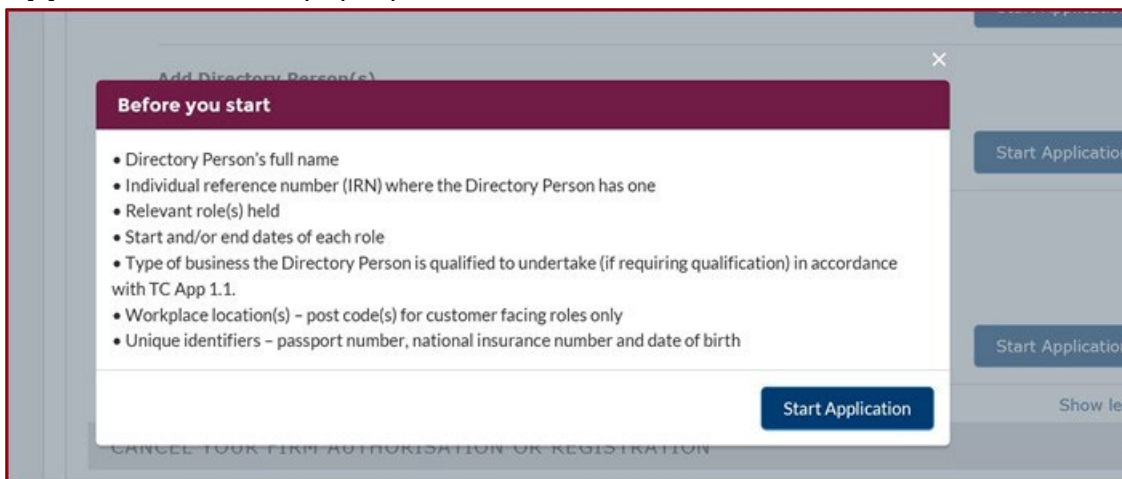 Add Directory Person(s)
×
Before you start
• Directory Person's full name
• Individual reference number (IRN) where the Directory Person has one
• Relevant role(s) held
• Start and/or end dates of each role
• Type of business the Directory Person is qualified to undertake (if requiring qualification) in accordance
with TC App 1.1.
• Workplace location(s) – post code(s) for customer facing roles only
• Unique identifiers – passport number, national insurance number and date of birth
Start Application
Start Applicatio
Start Applicatio
Show le
CANCEL YOUR FIRM AUTHORISATION OR REGISTRATION